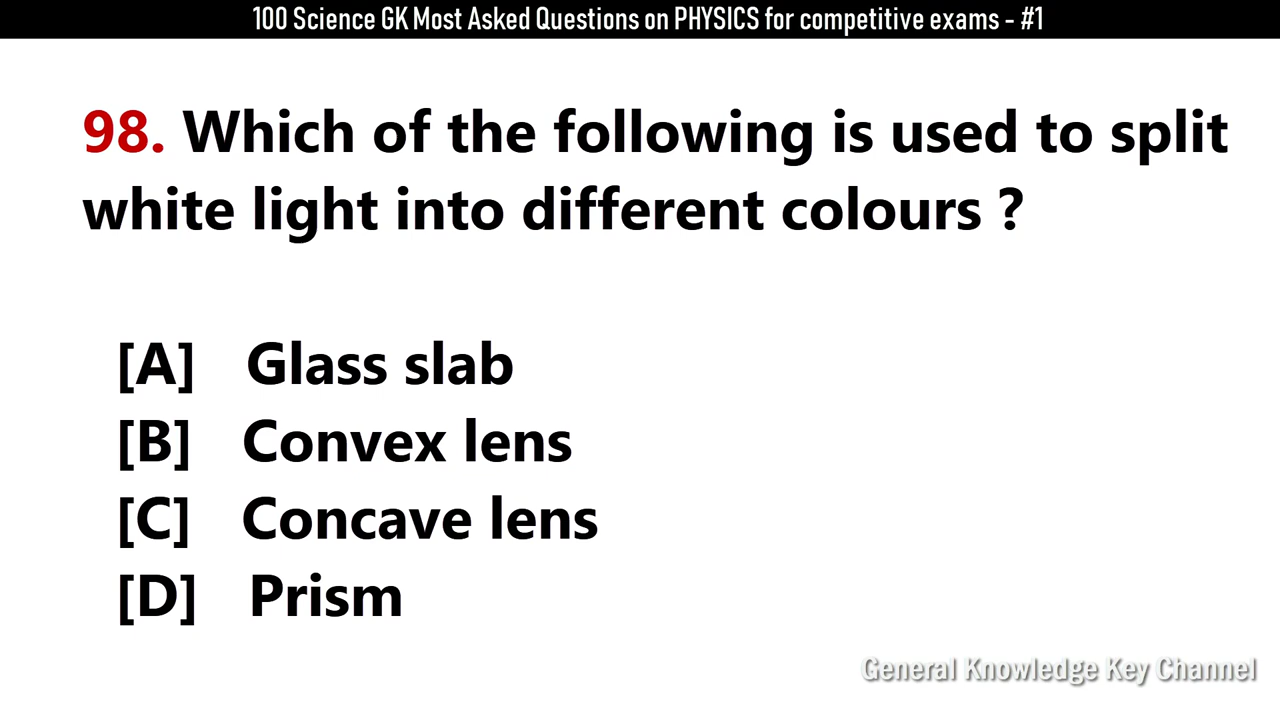 100 Science GK Most Asked Questions on PHYSICS for competitive exams - #1
98. Which of the following is used to split
white light into different colours ?
[A] Glass slab
[B] Convex lens
[C] Concave lens
[D] Prism
General Knowledge Key Channel